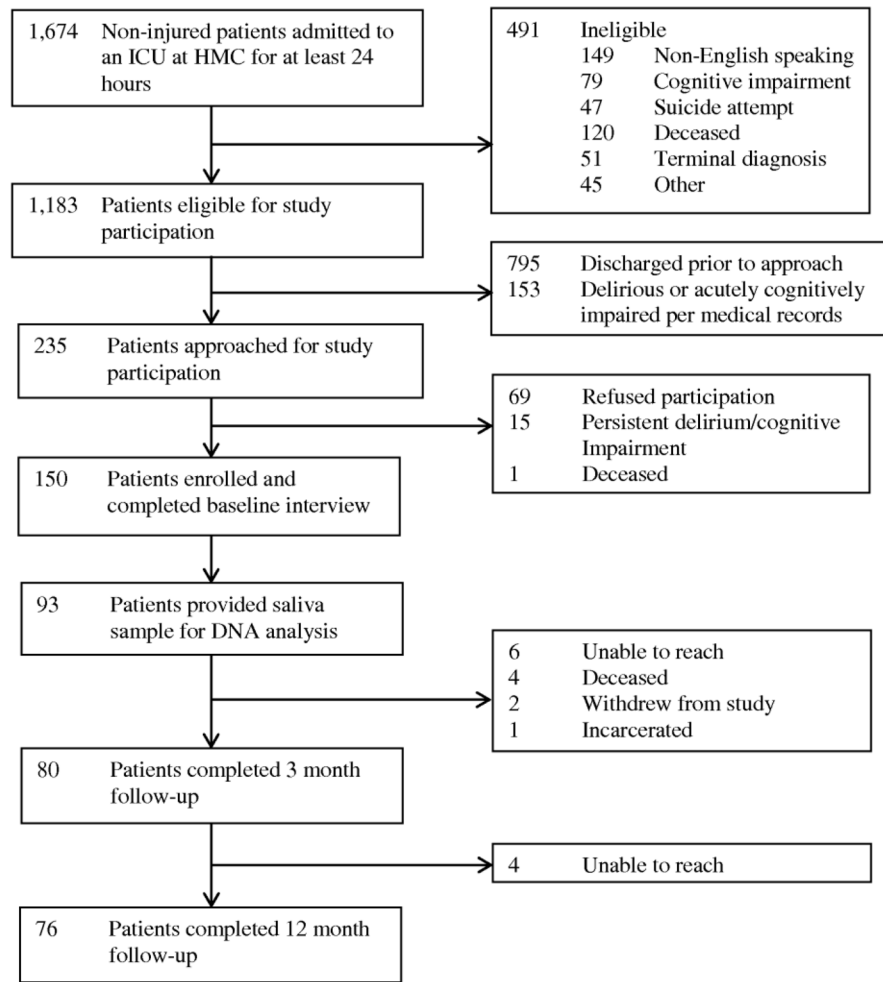 1,674 Non-injured patients admitted to
an ICU at HMC for at least 24
hours
491 Ineligible
149 Non-English speaking
79 Cognitive impairment
47 Suicide attempt
120 Deceased
51 Terminal diagnosis
45 Other
1,183 Patients eligible for study
participation
795 Discharged prior to approach
153 Delirious or acutely cognitively
impaired per medical records
235 Patients approached for study
participation
69 Refused participation
15 Persistent delirium/cognitive
Impairment
1 Deceased
150 Patients enrolled and
completed baseline interview
93 Patients provided saliva
sample for DNA analysis
6 Unable to reach
4 Deceased
2 Withdrew from study
1 Incarcerated
80 Patients completed 3 month
follow-up
4 Unable to reach
76 Patients completed 12 month
follow-up